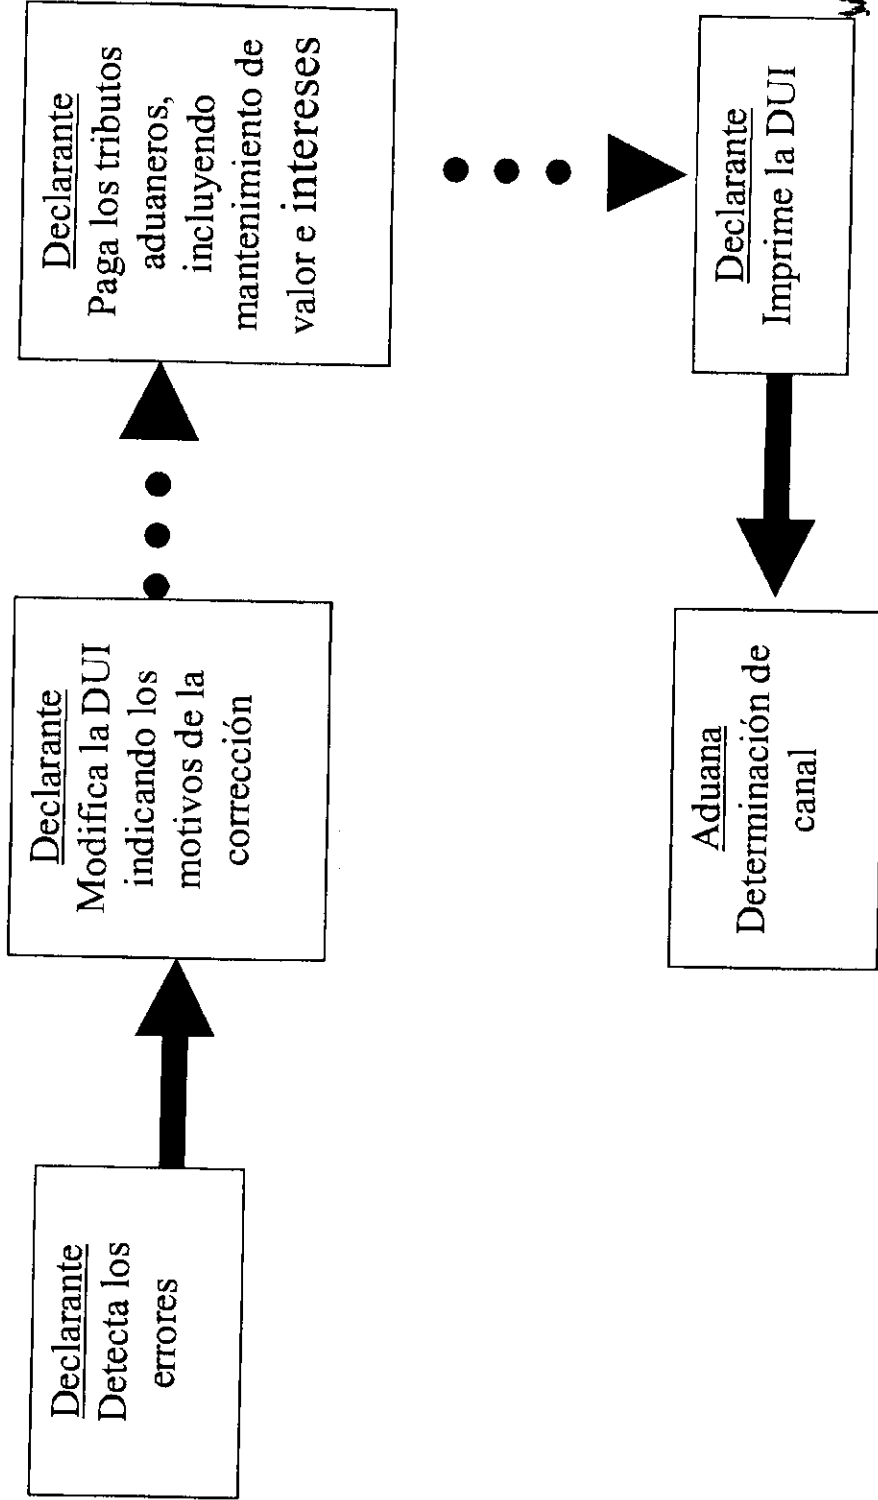 Declarante
Detecta los
errores
Declarante
Modifica la DUI
indicando los
motivos de la
corrección
Declarante
Paga los tributos
aduaneros,
incluyendo
mantenimiento de
valor e intereses
Declarante
Imprime la DUI
Aduana
Determinación de
canal